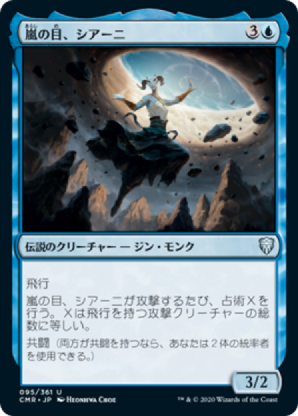 嵐の目、シアーニ 3
伝説のクリーチャー — ジン・モンク
飛行
嵐の目、シアーニが攻撃するたび、占術Xを
行う。Xは飛行を持つ攻撃クリーチャーの総
数に等しい。
共闘（両方が共闘を持つなら、あなたは２体の統率者
を使用できる。）
3/2
095/361 U
CMR • JP HEONHWA CHOE
™ & © 2020 Wizards of the Coast